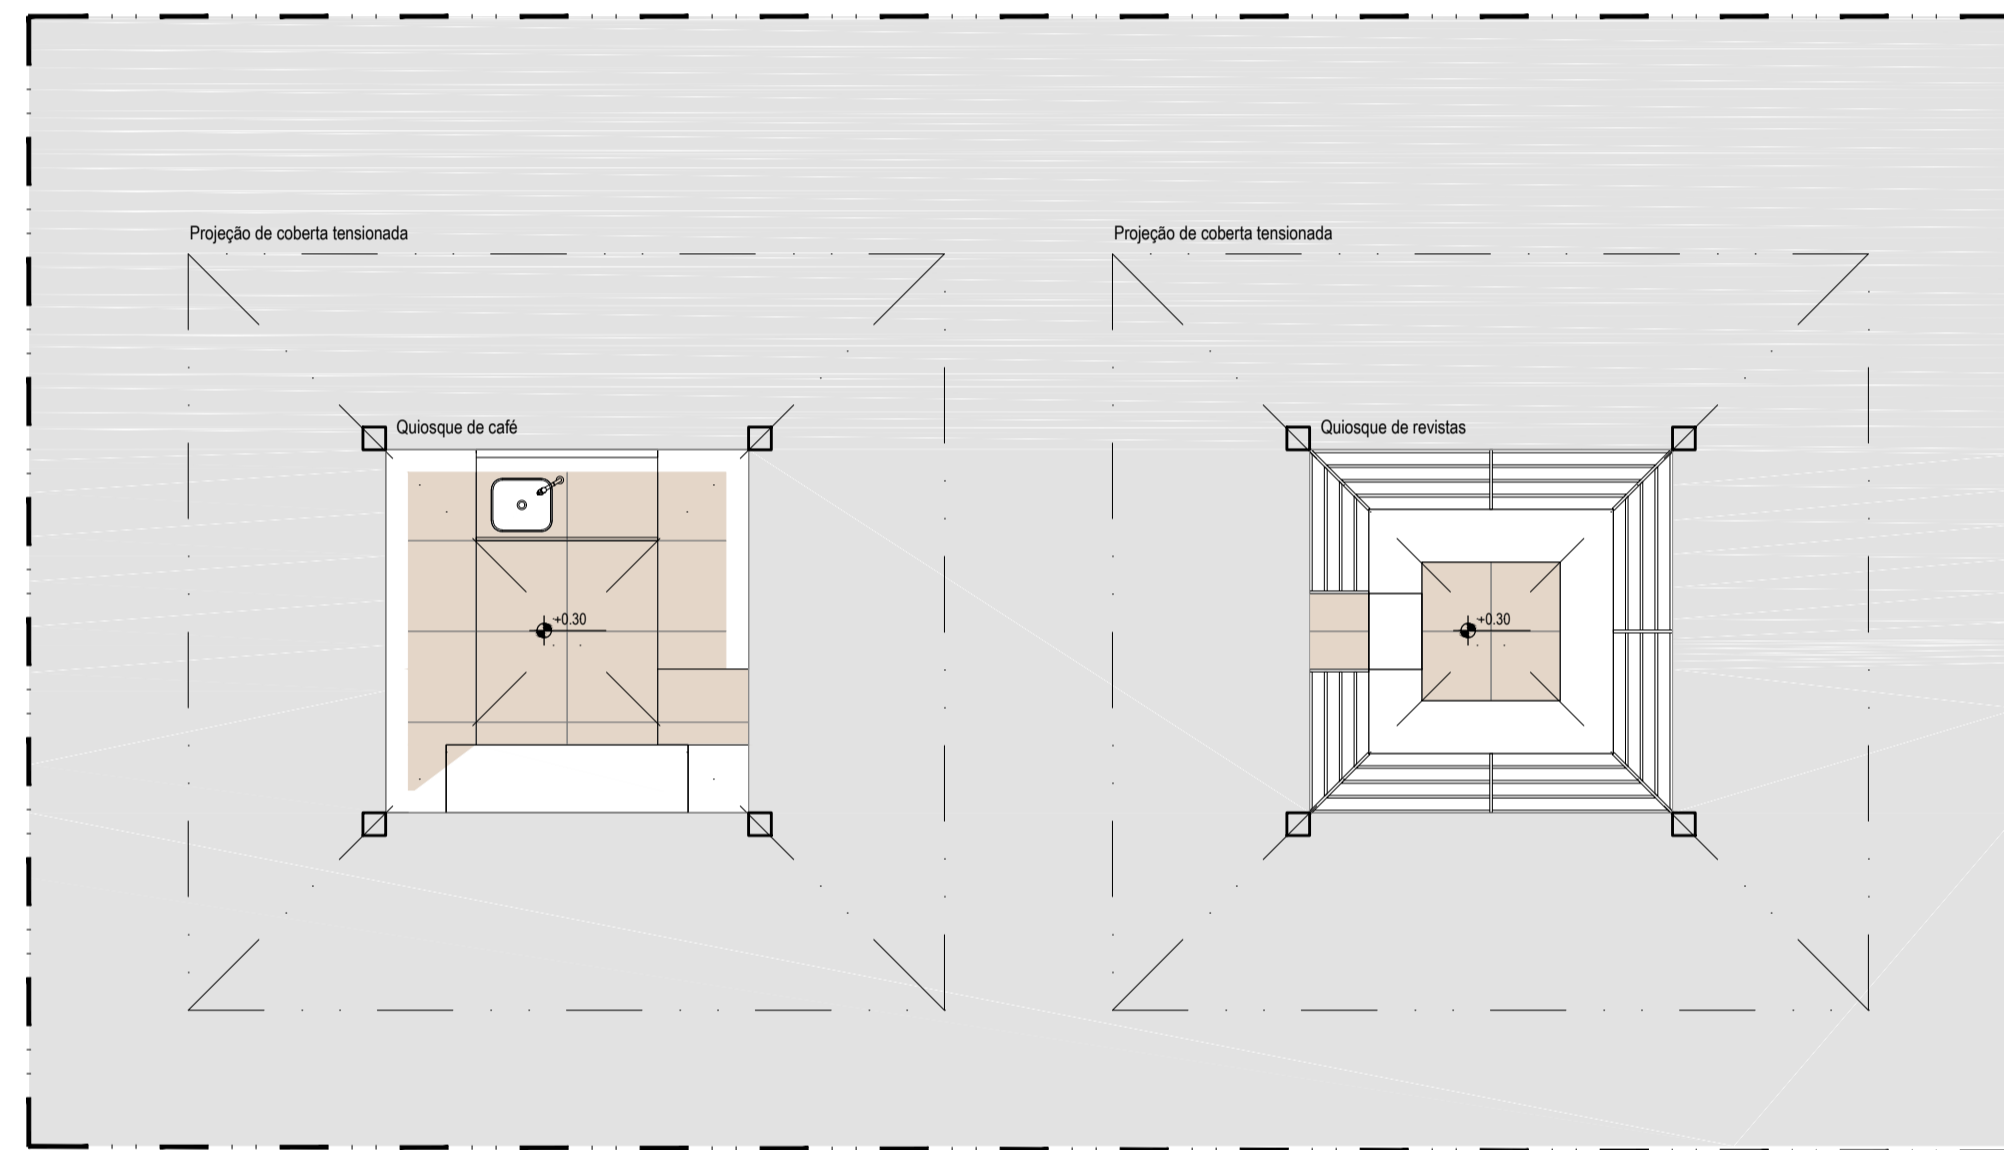 Projeção de coberta tensionada
Projeção de coberta tensionada
Quiosque de café
Quiosque de revistas
+0.30
+0.30